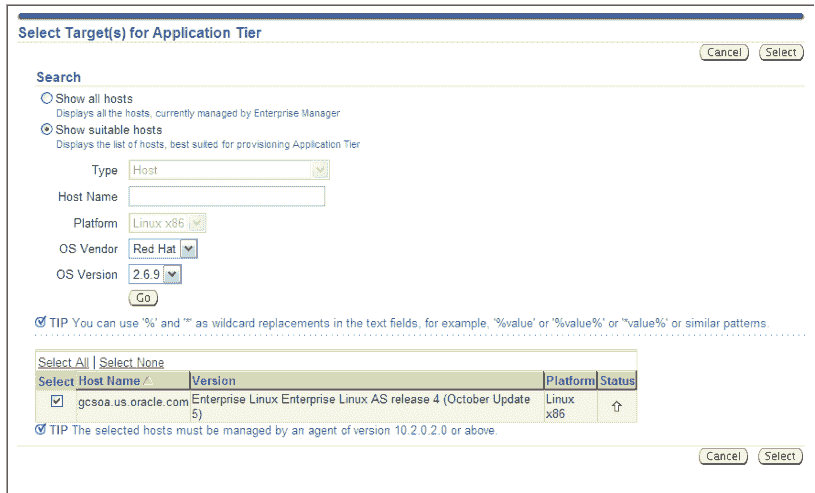 Select Target(s) for Application Tier
Cancel Select
Search
Show all hosts
Displays all the hosts, currently managed by Enterprise Manager
Show suitable hosts
Displays the list of hosts, best suited for provisioning Application Tier
Type Host
Host Name
Platform Linux x86
OS Vendor Red Hat
OS Version 2.6.9
Go
TIP You can use '%' and '*' as wildcard replacements in the text fields, for example, '%value' or '%value%' or '*value%' or similar patterns.
Select All | Select None
Select Host Name Version Platform Status
gcsoa.us.oracle.com Enterprise Linux Enterprise Linux AS release 4 (October Update Linux
5) x86
TIP The selected hosts must be managed by an agent of version 10.2.0.2.0 or above.
Cancel Select